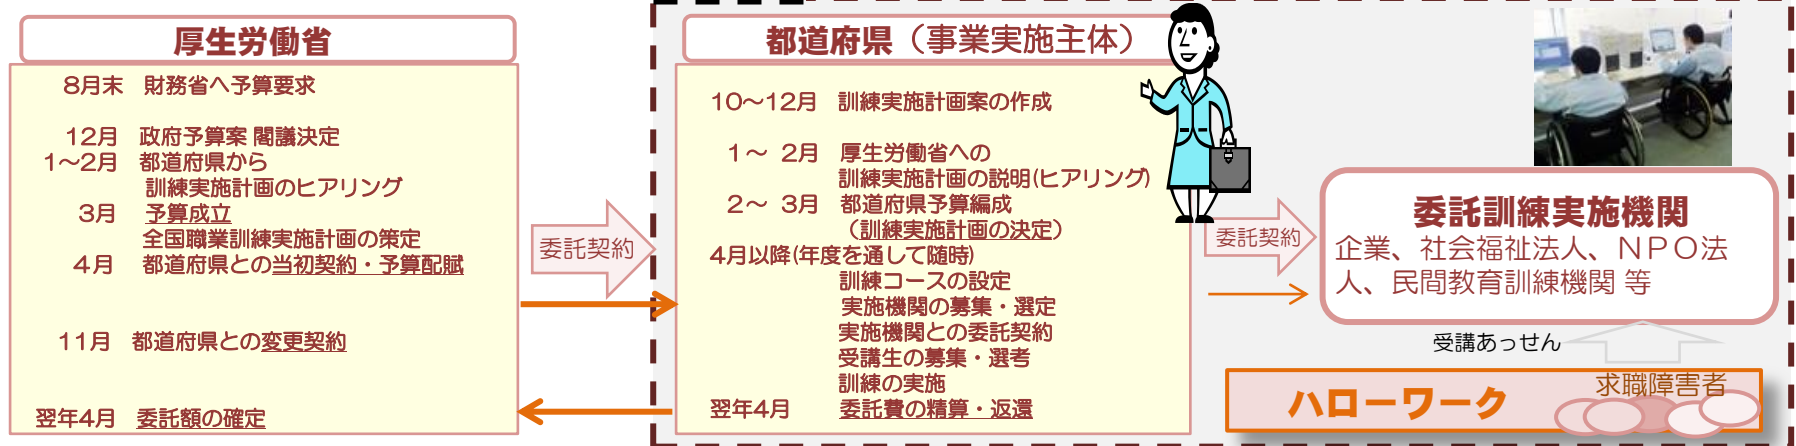 厚生労働省
8月末 財務省へ予算要求
12月 政府予算案 閣議決定
1～2月 都道府県から
訓練実施計画のヒアリング
3月 予算成立
全国職業訓練実施計画の策定
4月 都道府県との当初契約・予算配賦
11月 都道府県との変更契約
翌年4月 委託額の確定
委託契約
都道府県（事業実施主体）
10～12月 訓練実施計画案の作成
1～ 2月 厚生労働省への
訓練実施計画の説明(ヒアリング)
2～ 3月 都道府県予算編成
（訓練実施計画の決定）
4月以降(年度を通して随時)
訓練コースの設定
実施機関の募集・選定
実施機関との委託契約
受講生の募集・選考
訓練の実施
翌年4月 委託費の精算・返還
委託契約
委託訓練実施機関
企業、社会福祉法人、ＮＰＯ法
人、民間教育訓練機関 等
受講あっせん
求職障害者
ハローワーク